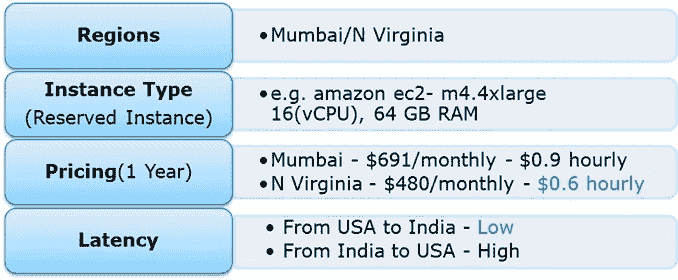 Regions
•Mumbai/N Virginia
Instance Type
(Reserved Instance)
•e.g. amazon ec2- m4.4xlarge
16(vCPU), 64 GB RAM
Pricing(1 Year)
•Mumbai - $691/monthly - $0.9 hourly
•N Virginia - $480/monthly - $0.6 hourly
Latency
• From USA to India - Low
• From India to USA - High